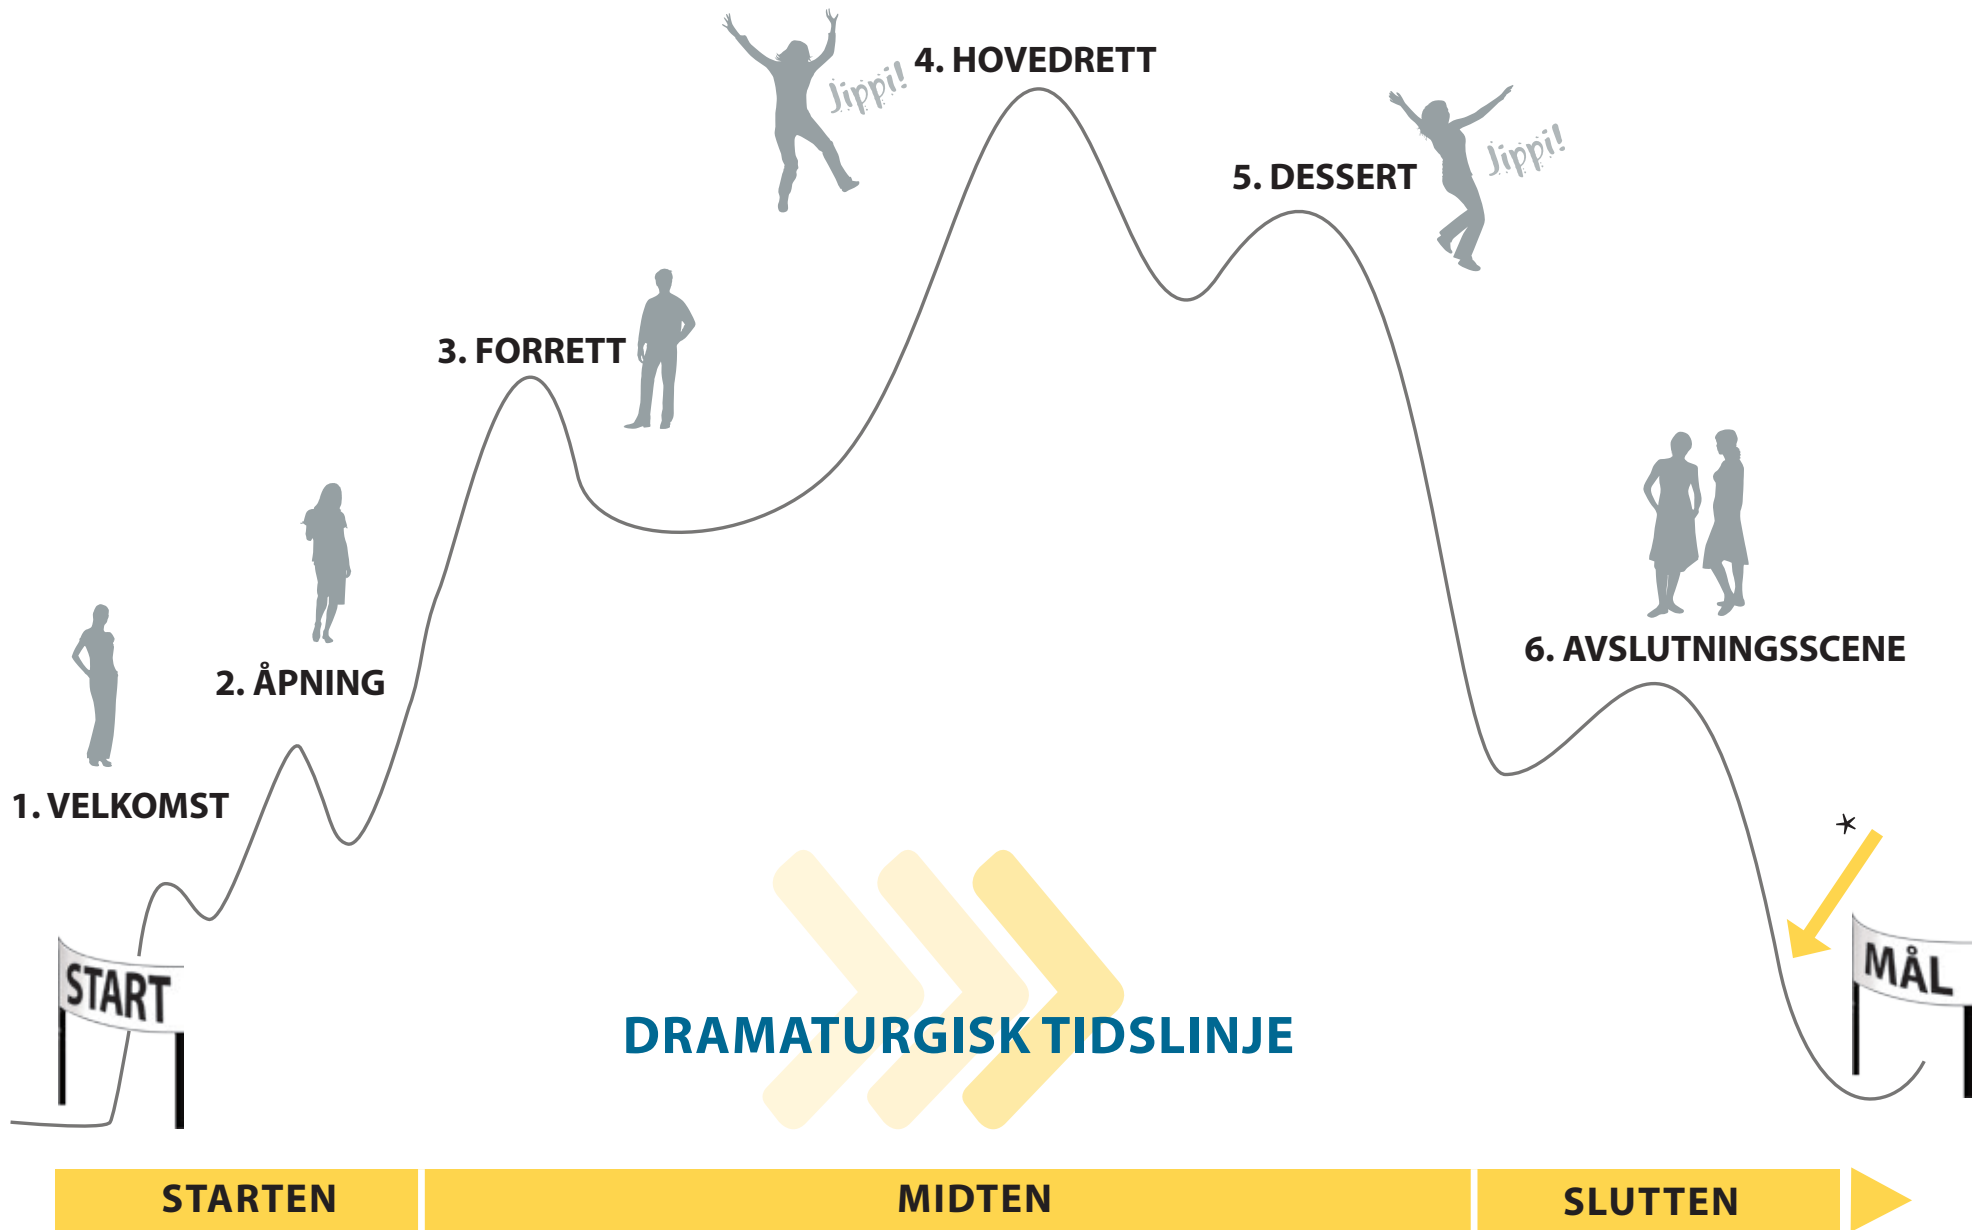 4. HOVEDRETT
Jippi!
5. DESSERT
Jippi!
3. FORRETT
6. AVSLUTNINGSSCENE
2. ÅPNING
1. VELKOMST
*
START
MÅL
DRAMATURGISK TIDSLINJE
STARTEN
MIDTEN
SLUTTEN